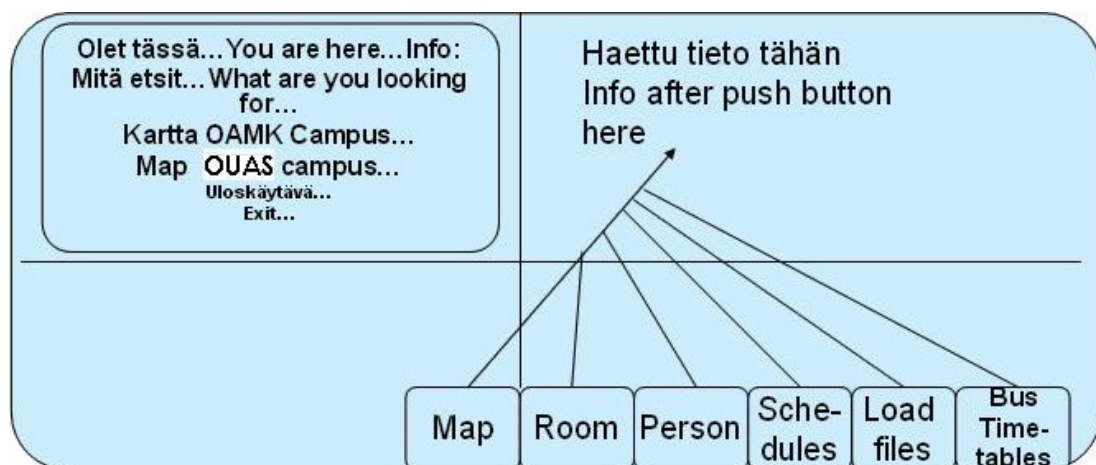 Olet tässä... You are here...Info:
Mitä etsit... What are you looking
for...
Kartta OAMK Campus...
Map OUAS campus...
Uloskäytävä...
Exit...
Haettu tieto tähän
Info after push button
here
Map
Room
Person
Sche-
dules
Load
files
Bus
Time-
tables